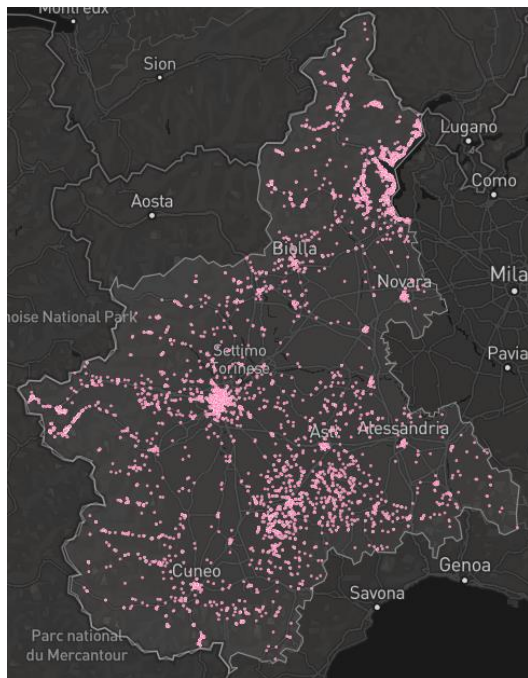 Montreux
Sion
Lugano
Como
Aosta
Biella
Novara
Mila
noise National Park
Settimo
Torinese
Pavia
Asti
Alessandria
Genoa
Cuneo
Savona
Parc national
du Mercantour